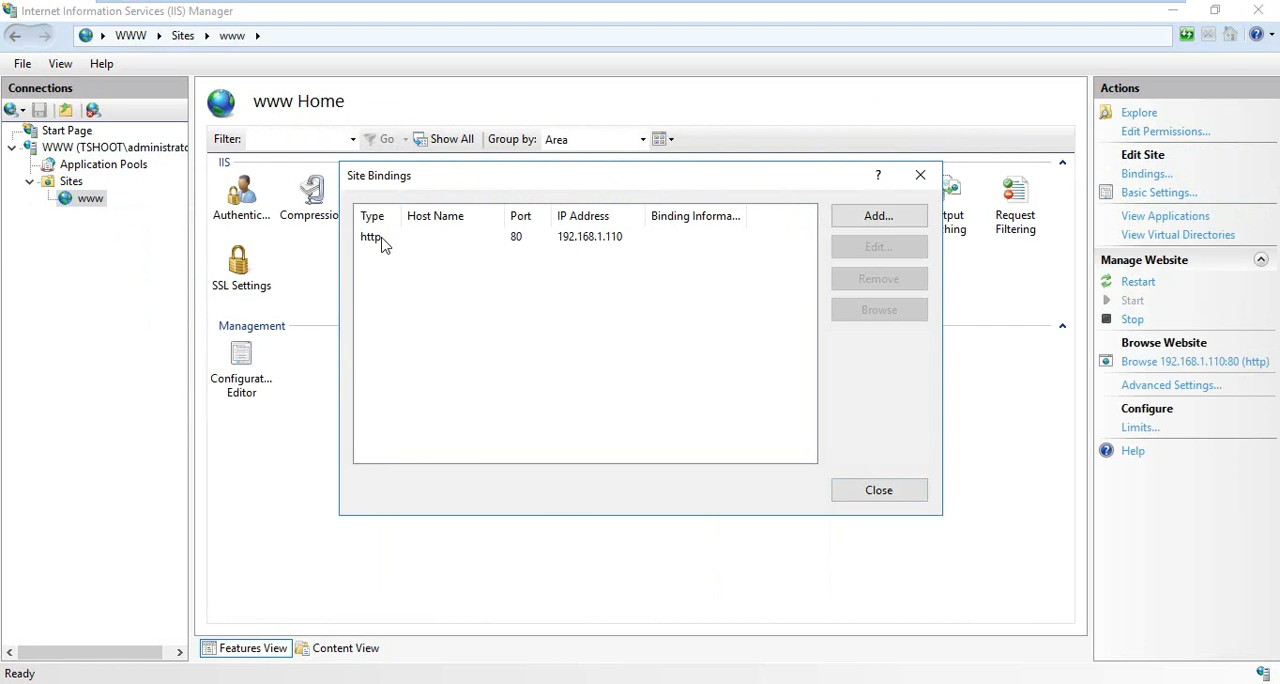 Internet Information Services (IIS) Manager
WWW
Sites
www
File View Help
Connections
Start Page
WWW (TSHOOT\administrato
Application Pools
Sites
www
www Home
Filter: Go Show All Group by: Area
IIS
Authentic... Compressio
SSL Settings
Management
Configurat...
Editor
Site Bindings
?
Type Host Name Port IP Address Binding Informa...
http 80 192.168.1.110
Add...
Edit...
Remove
Browse
Close
Request
Filtering
Features View Content View
Actions
Explore
Edit Permissions...
Edit Site
Bindings...
Basic Settings...
View Applications
View Virtual Directories
Manage Website
Restart
Start
Stop
Browse Website
Browse 192.168.1.110:80 (http)
Advanced Settings...
Configure
Limits...
Help
Ready